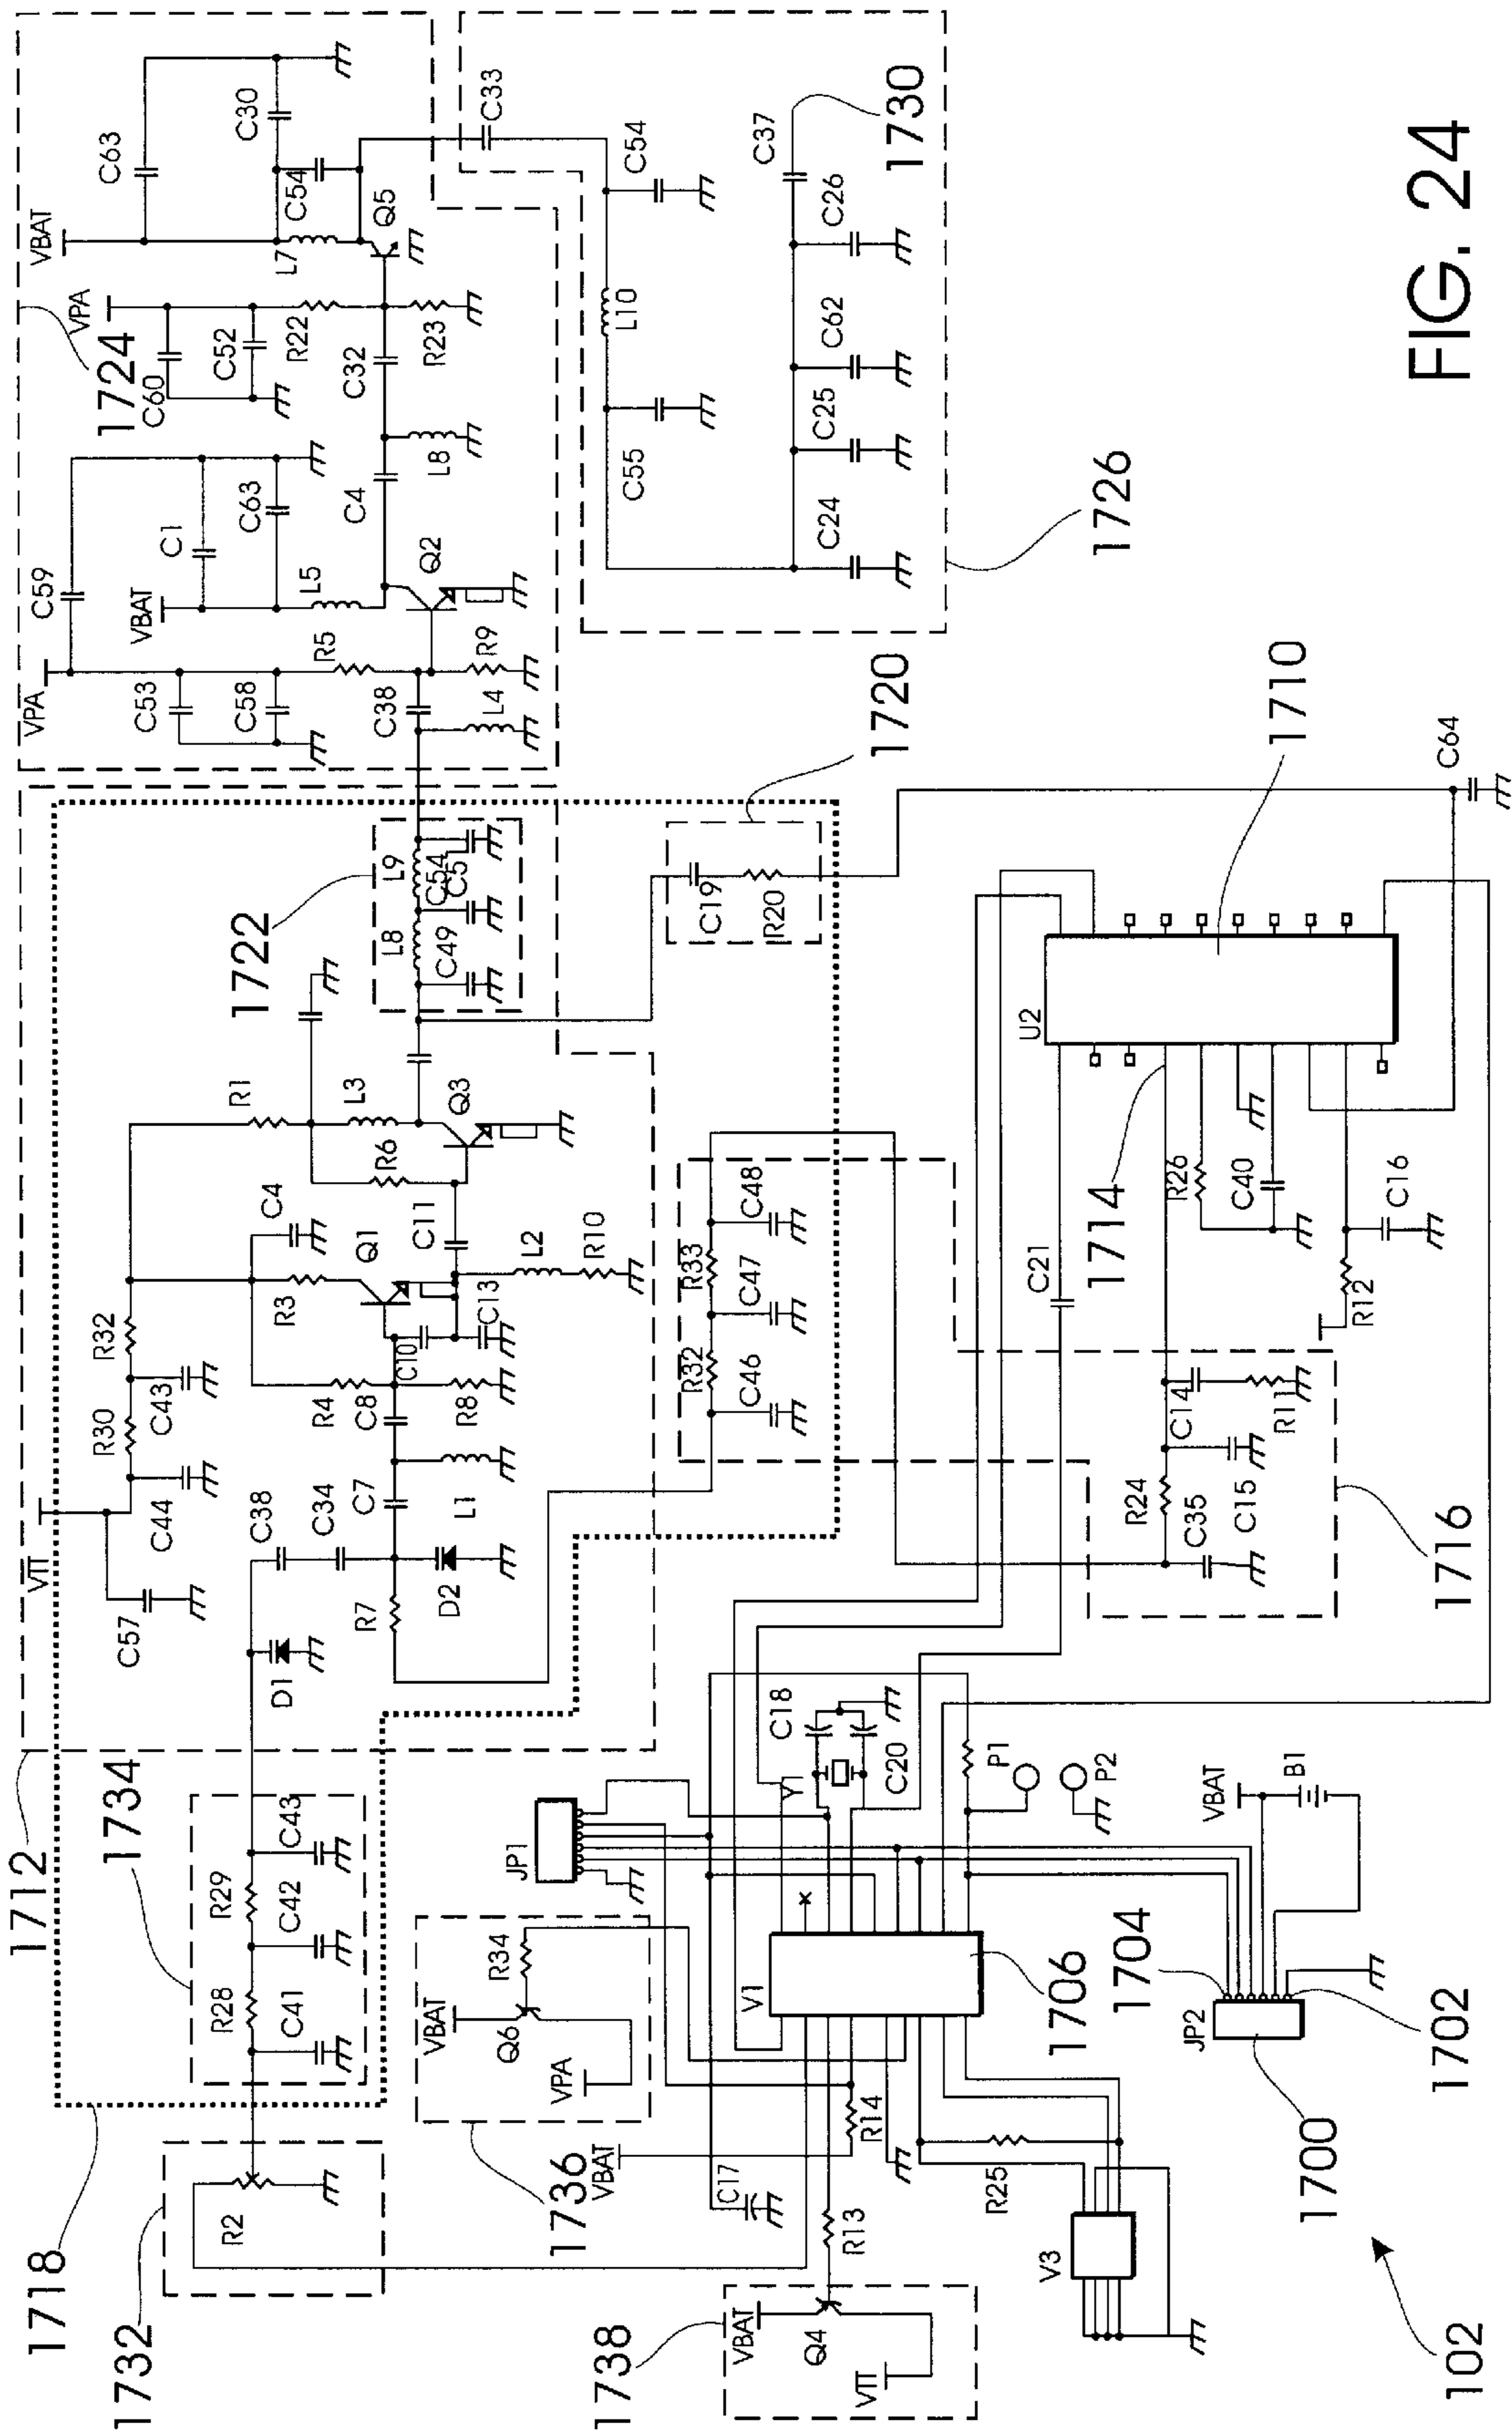 1718
1732
R2
1712
1734
R28
R29
C41
C42
C43
D1
C57
VTT
C44
R30
C43
R32
C38
C34
R7
D2
C7
L1
C8
R4
R8
C10
R3
C4
Q1
C13
C11
L2
R10
R6
R1
L3
Q3
1722
L8
L9
C49
C54
C5
1720
C19
R20
VPA
C59
C53
C58
R5
C38
L4
R9
VBAT
C1
C63
L5
Q2
C4
L8
1724
VPA
C60
C52
R22
C32
R23
VBAT
C63
C30
C54
L7
Q5
C33
C54
L10
C55
C37
C26
C62
C25
C24
1730
1726
1736
VBAT
Q6
R34
VPA
JP1
1738
VBAT
Q4
VTT
R13
C17
VBAT
R14
R25
V3
V1
1706
Y1
C18
C20
P1
P2
VBAT
B1
JP2
1704
1702
1700
102
R32
R33
C46
C47
C48
C21
1714
R24
C35
C15
C14
R11
1716
R26
C40
R12
C16
U2
1710
C64
FIG. 24